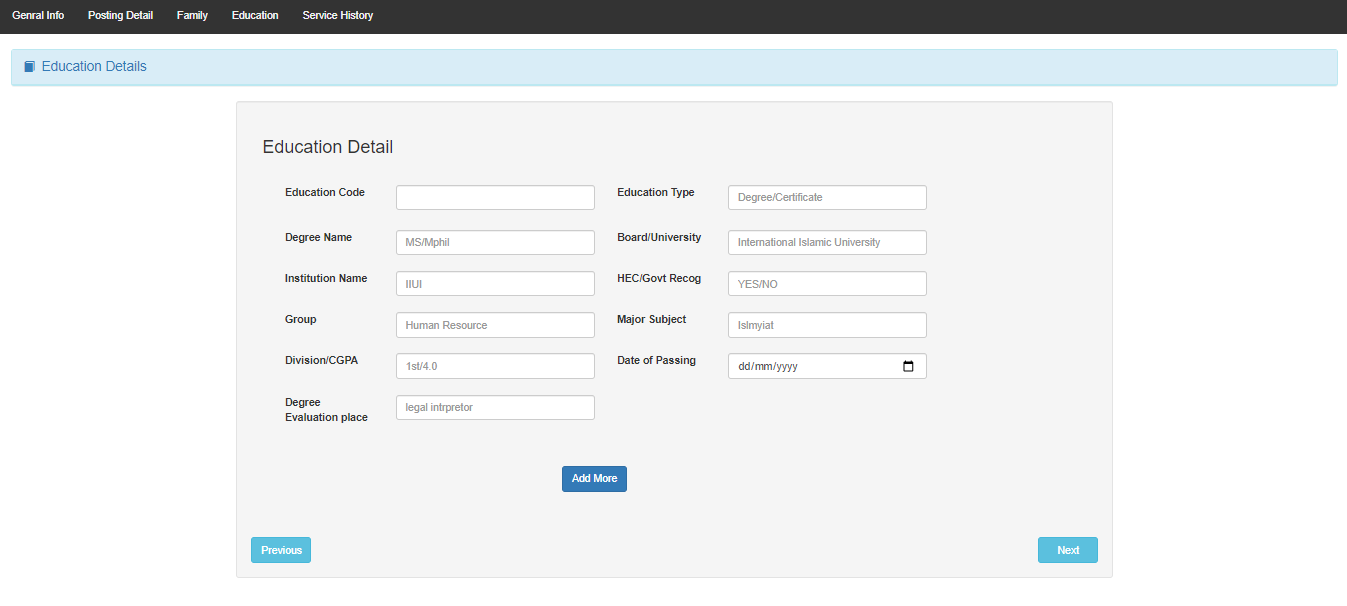 Genral Info Posting Detail Family Education Service History
Education Details
Education Detail
Education Code Education Type Degree/Certificate
Degree Name MS/Mphil Board/University International Islamic University
Institution Name IIUI HEC/Govt Recog YES/NO
Group Human Resource Major Subject Islmyiat
Division/CGPA 1st/4.0 Date of Passing dd/mm/yyyy
Degree
Evaluation place legal intrpretor
Add More
Previous Next